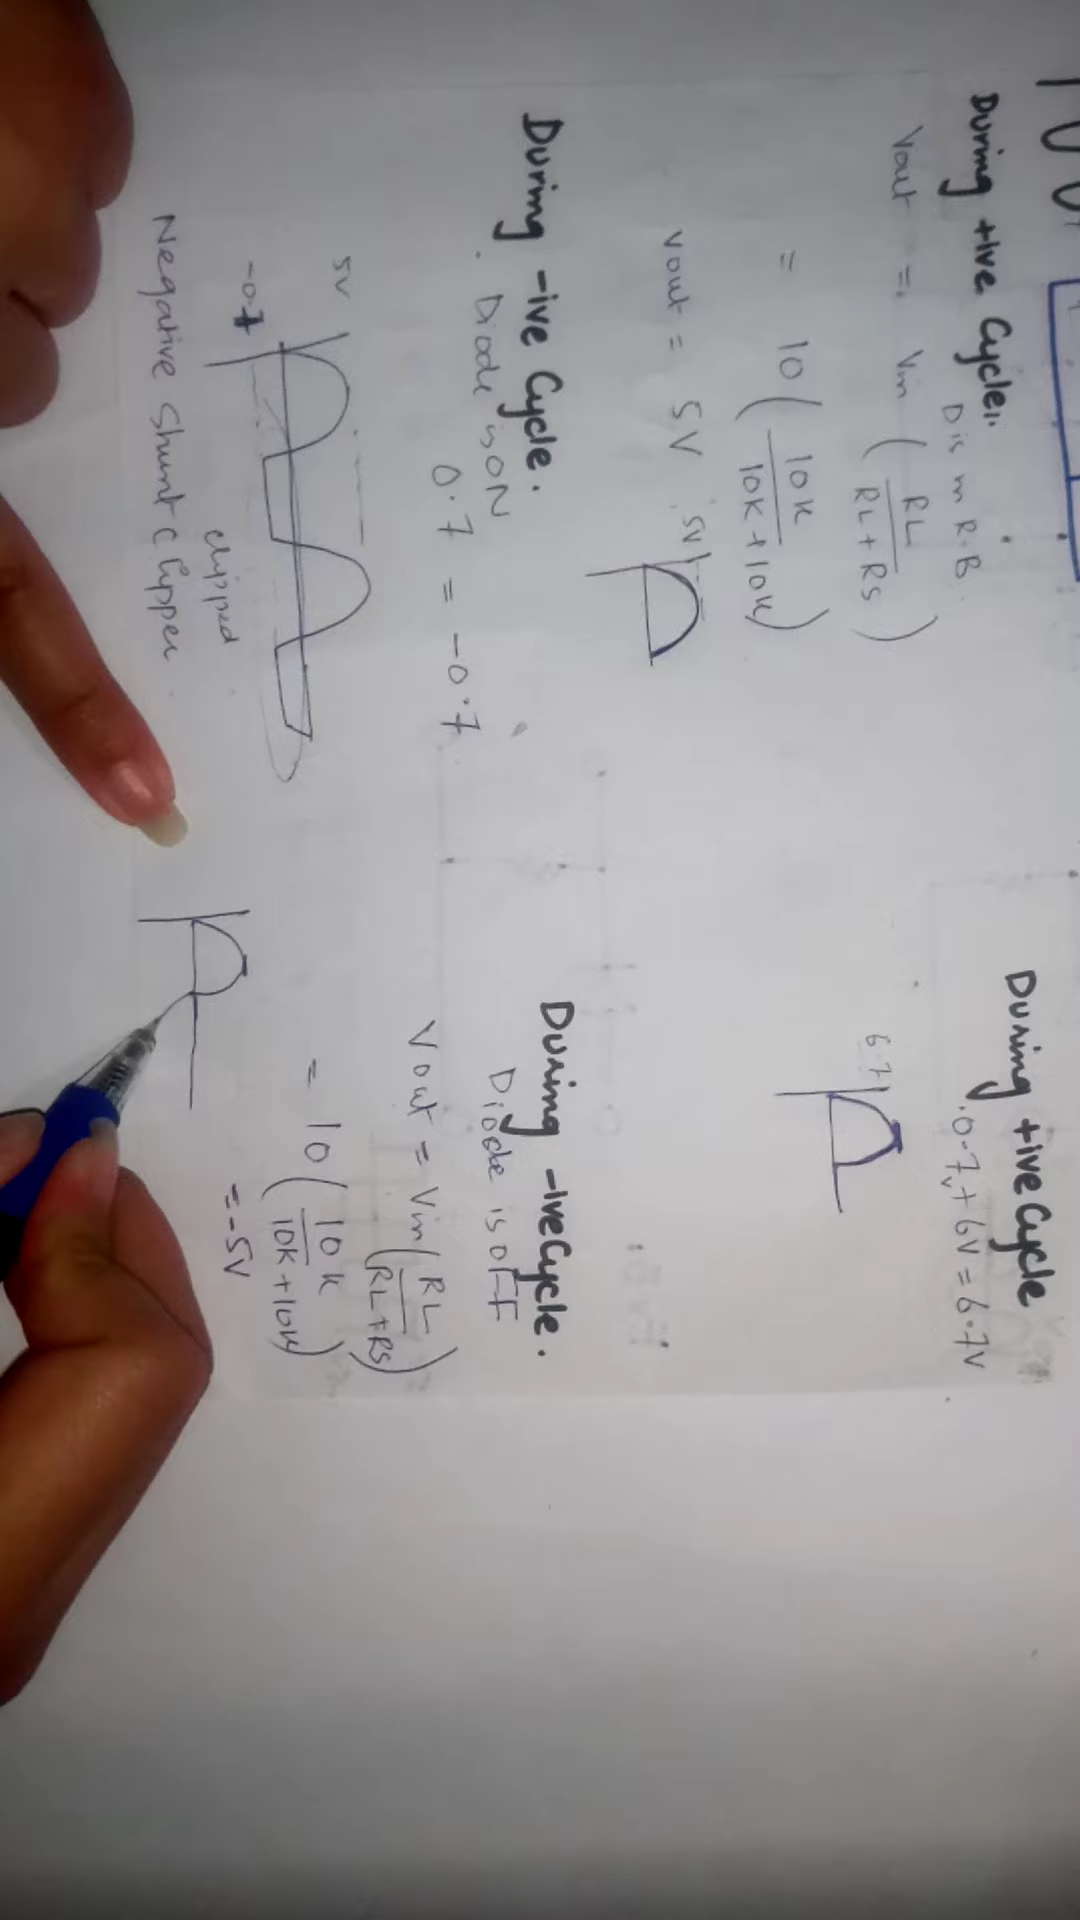 During +ive Cycle:
D is in R.B.
Vout = Vin ( RL
RL + RS )
= 10 ( 10K
10K + 10K )
Vout = 5V
5V
During -ive Cycle.
Diode is ON
0.7 = -0.7
5V
-0.7
clipped
Negative Shunt Clipper
During +ive Cycle
0.7v + 6V = 6.7V
6.7
During -ive Cycle.
Diode is OFF
Vout = Vin ( RL
RL + RS )
= 10 ( 10K
10K + 10K )
= -5V